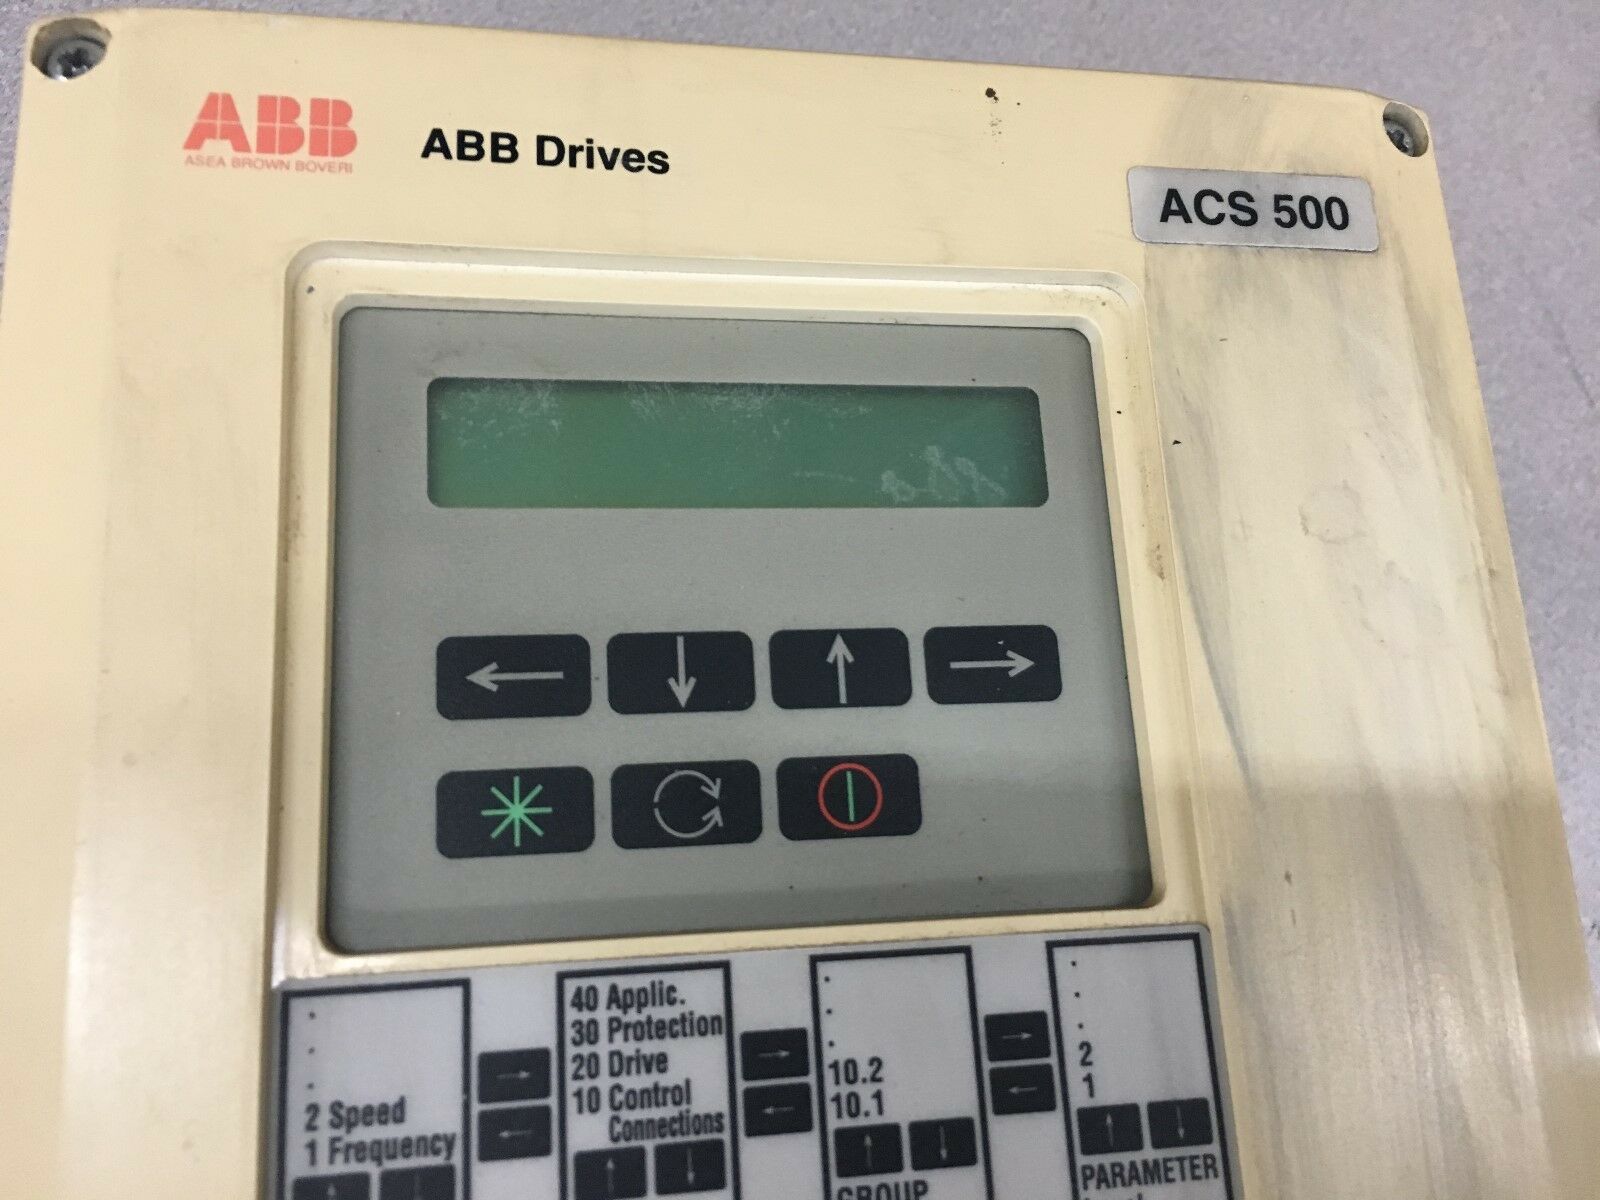 ABB
ASEA BROWN BOVERI
ABB Drives
ACS 500
2 Speed
1 Frequency
40 Applic.
30 Protection
20 Drive
10 Control
Connections
10.2
10.1
GROUP
2
1
PARAMETER